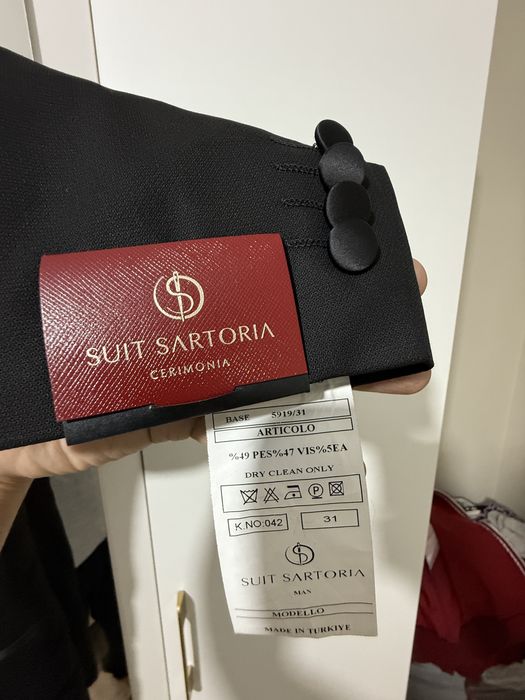 SUIT SARTORIA
CERIMONIA
BASE 5919/31
ARTICOLO
%49 PES%47 VIS%5EA
DRY CLEAN ONLY
P
K.NO:042 31
SUIT SARTORIA
MAN
MODELLO
MADE IN TURKIYE